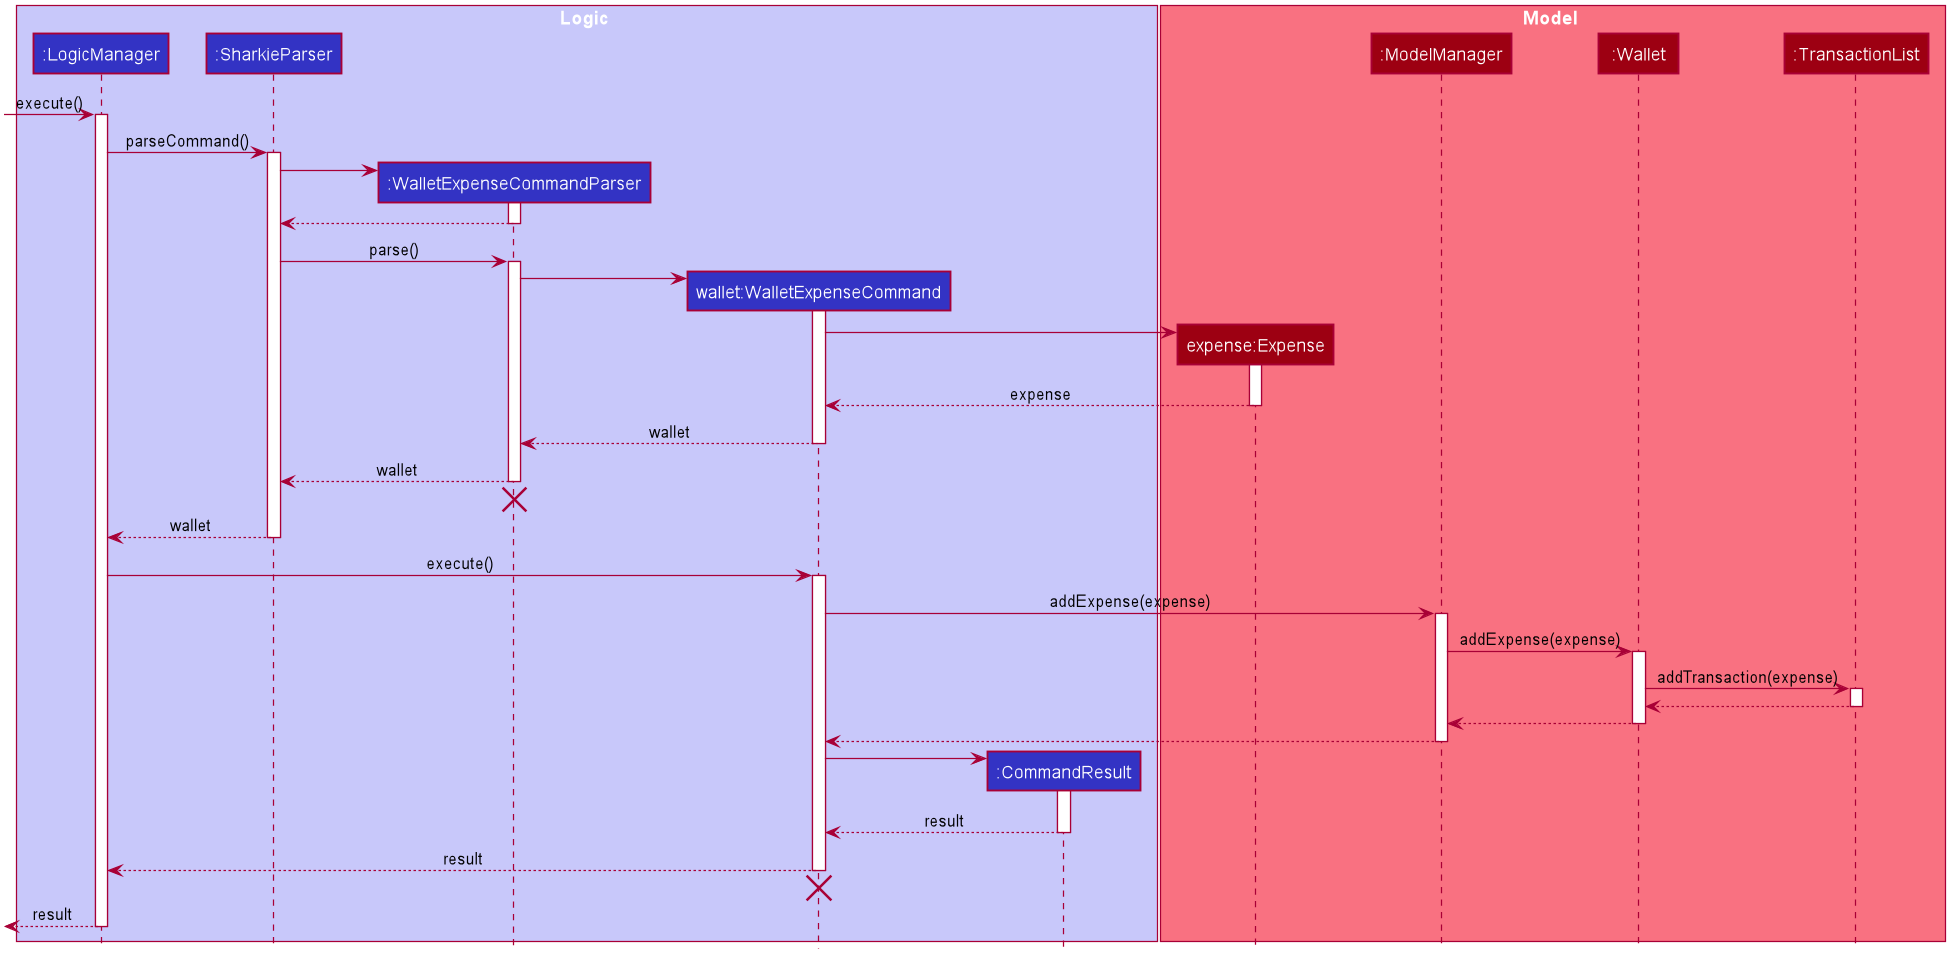 Logic
Model
:LogicManager
:SharkieParser
:ModelManager
:Wallet
:TransactionList
execute()
parseCommand()
:WalletExpenseCommandParser
parse()
wallet:WalletExpenseCommand
expense:Expense
expense
wallet
wallet
wallet
execute()
addExpense(expense)
addExpense(expense)
addTransaction(expense)
:CommandResult
result
result
result